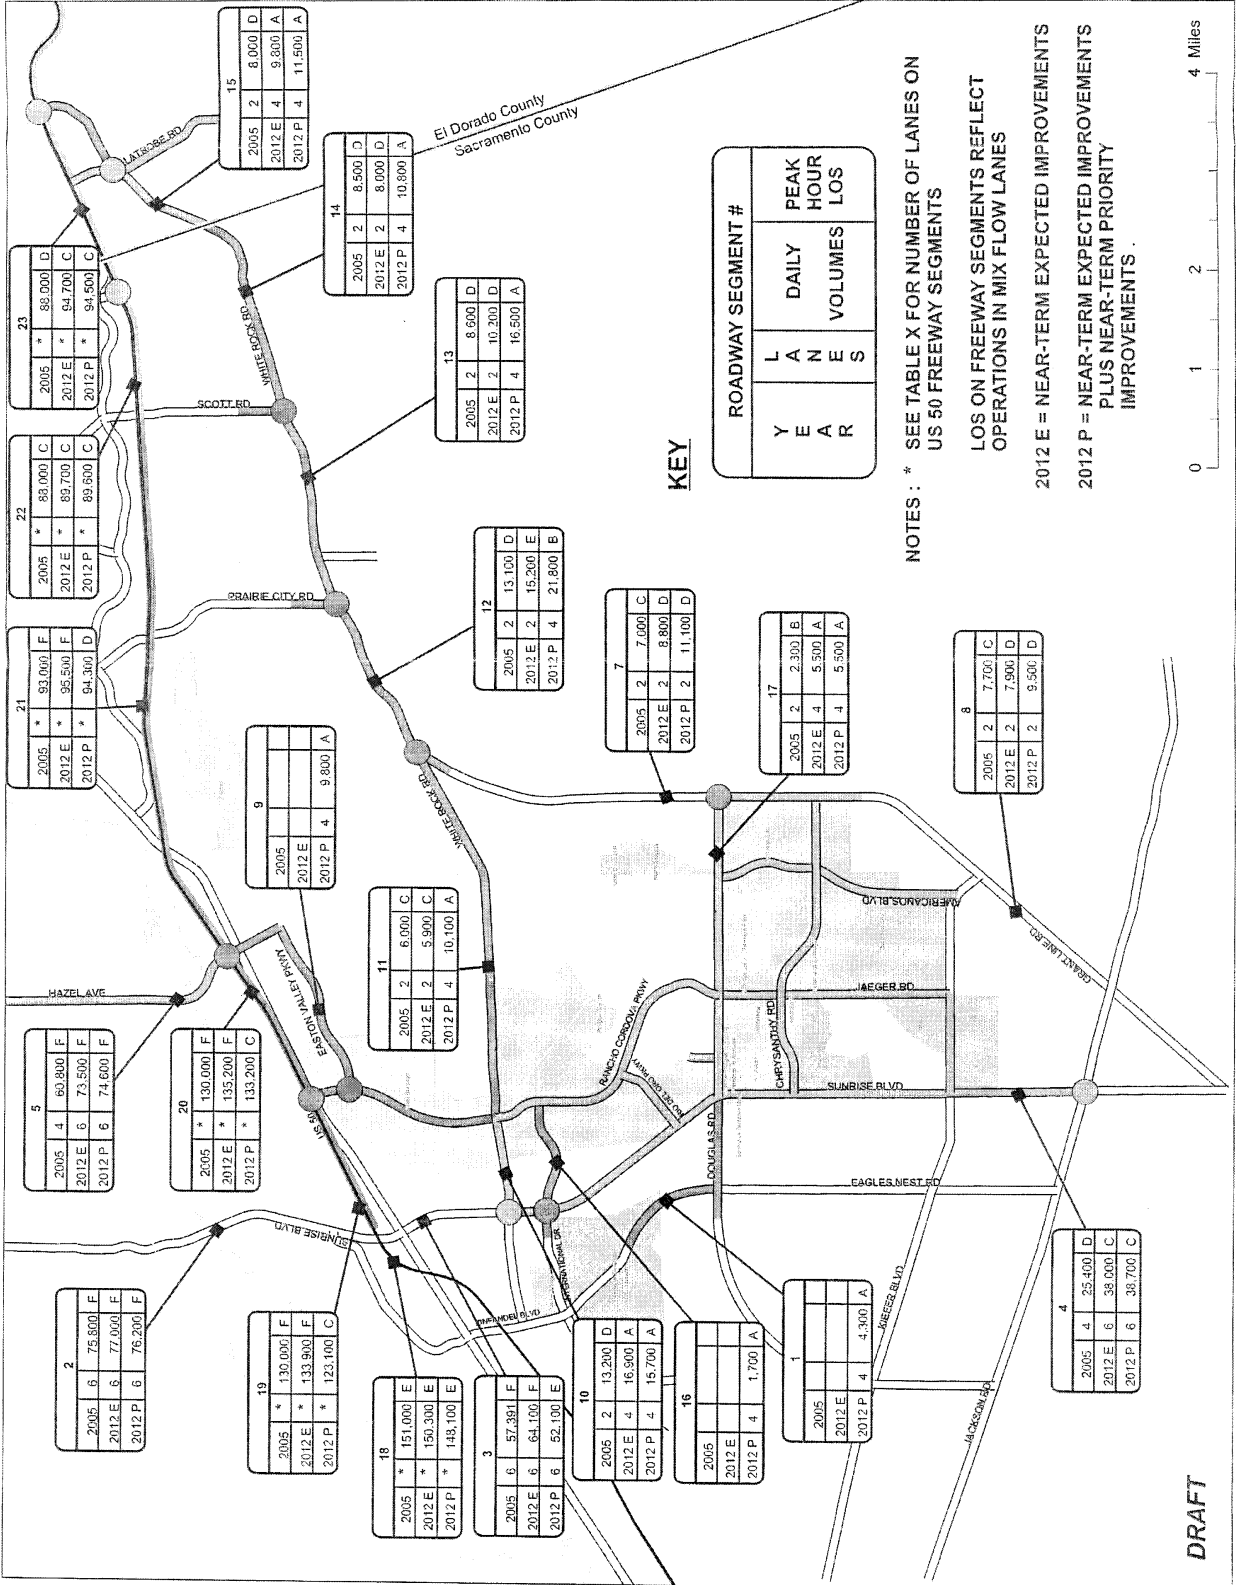 2
2005 6 75,800 F
2012 E 6 77,000 F
2012 P 6 76,200 F
5
2005 4 60,800 F
2012 E 6 73,500 F
2012 P 6 74,600 F
21
2005 * 93,000 F
2012 E * 95,500 F
2012 P * 94,300 D
22
2005 * 88,000 C
2012 E * 89,700 C
2012 P * 89,600 C
23
2005 * 88,000 D
2012 E * 94,700 C
2012 P * 94,500 C
19
2005 * 130,000 F
2012 E * 133,900 F
2012 P * 123,100 C
20
2005 * 130,000 F
2012 E * 135,200 F
2012 P * 133,200 C
9
2005
2012 E
2012 P 4 9,800 A
15
2005 2 8,000 D
2012 E 4 9,800 A
2012 P 4 11,500 A
18
2005 * 151,000 E
2012 E * 150,300 E
2012 P * 148,100 E
11
2005 2 6,000 C
2012 E 2 5,900 C
2012 P 4 10,100 A
14
2005 2 8,500 D
2012 E 2 8,000 D
2012 P 4 10,800 A
3
2005 6 57,391 F
2012 E 6 64,100 F
2012 P 6 52,100 E
12
2005 2 13,100 D
2012 E 2 15,200 E
2012 P 4 21,800 B
13
2005 2 8,600 D
2012 E 2 10,200 D
2012 P 4 16,500 A
10
2005 2 13,200 D
2012 E 4 16,900 A
2012 P 4 15,700 A
7
2005 2 7,000 C
2012 E 2 8,800 D
2012 P 2 11,100 D
16
2005
2012 E
2012 P 4 1,700 A
17
2005 2 2,300 B
2012 E 4 5,500 A
2012 P 4 5,500 A
1
2005
2012 E
2012 P 4 4,300 A
8
2005 2 7,700 C
2012 E 2 7,900 D
2012 P 2 9,500 D
4
2005 4 25,400 D
2012 E 6 38,000 C
2012 P 6 38,700 C
HAZEL AVE
SUNRISE BLVD
US 50
EASTON VALLEY PKWY
PRAIRIE CITY RD
SCOTT RD
LATROBE RD
WHITE ROCK RD
WHITE ROCK RD
El Dorado County
Sacramento County
INTERNATIONAL DR
RANCHO CORDOVA PKWY
DOUGLAS RD
CHRYSANTHY RD
JAEGER RD
AMERICANOS BLVD
SUNRISE BLVD
EAGLES NEST RD
GRANT LINE RD
KIEFER BLVD
JACKSON RD
KEY
ROADWAY SEGMENT #
YEAR
LANES
DAILY VOLUMES
PEAK HOUR LOS
NOTES : * SEE TABLE X FOR NUMBER OF LANES ON
US 50 FREEWAY SEGMENTS
LOS ON FREEWAY SEGMENTS REFLECT
OPERATIONS IN MIX FLOW LANES
2012 E = NEAR-TERM EXPECTED IMPROVEMENTS
2012 P = NEAR-TERM EXPECTED IMPROVEMENTS
PLUS NEAR-TERM PRIORITY
IMPROVEMENTS .
0 1 2 4 Miles
DRAFT